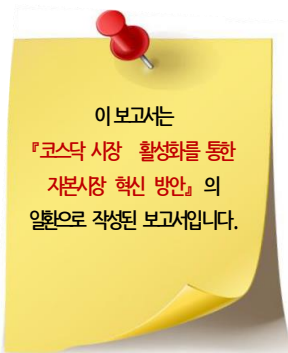 이 보고서는
『코스닥 시장 활성화를 통한
자본시장 혁신 방안』의
일환으로 작성된 보고서입니다.